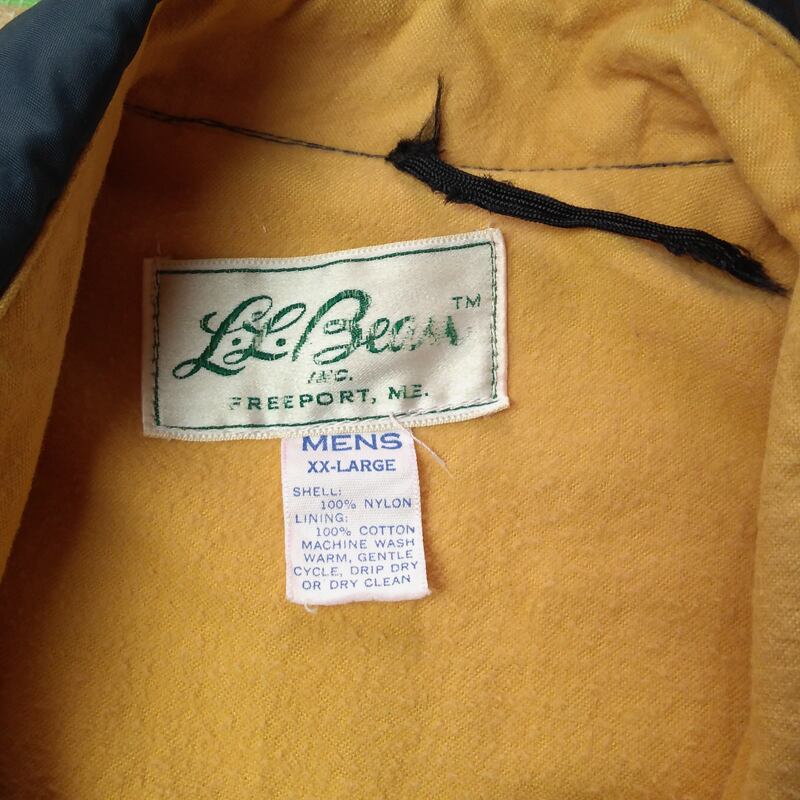 L.L.Bean™
INC.
FREEPORT, ME.
MENS
XX-LARGE
SHELL:
100% NYLON
LINING:
100% COTTON
MACHINE WASH
WARM, GENTLE
CYCLE, DRIP DRY
OR DRY CLEAN